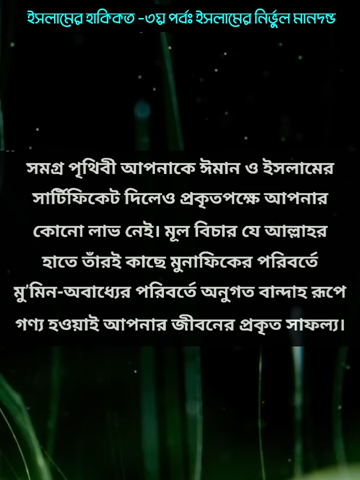 ইসলামের হাকিকত -৩য় পর্বঃ ইসলামের নির্ভুল মানদন্ড
সমগ্র পৃথিবী আপনাকে ঈমান ও ইসলামের
সার্টিফিকেট দিলেও প্রকৃতপক্ষে আপনার
কোনো লাভ নেই। মূল বিচার যে আল্লাহর
হাতে তাঁরই কাছে মুনাফিকের পরিবর্তে
মু'মিন-অবাধ্যের পরিবর্তে অনুগত বান্দাহ রূপে
গণ্য হওয়াই আপনার জীবনের প্রকৃত সাফল্য।